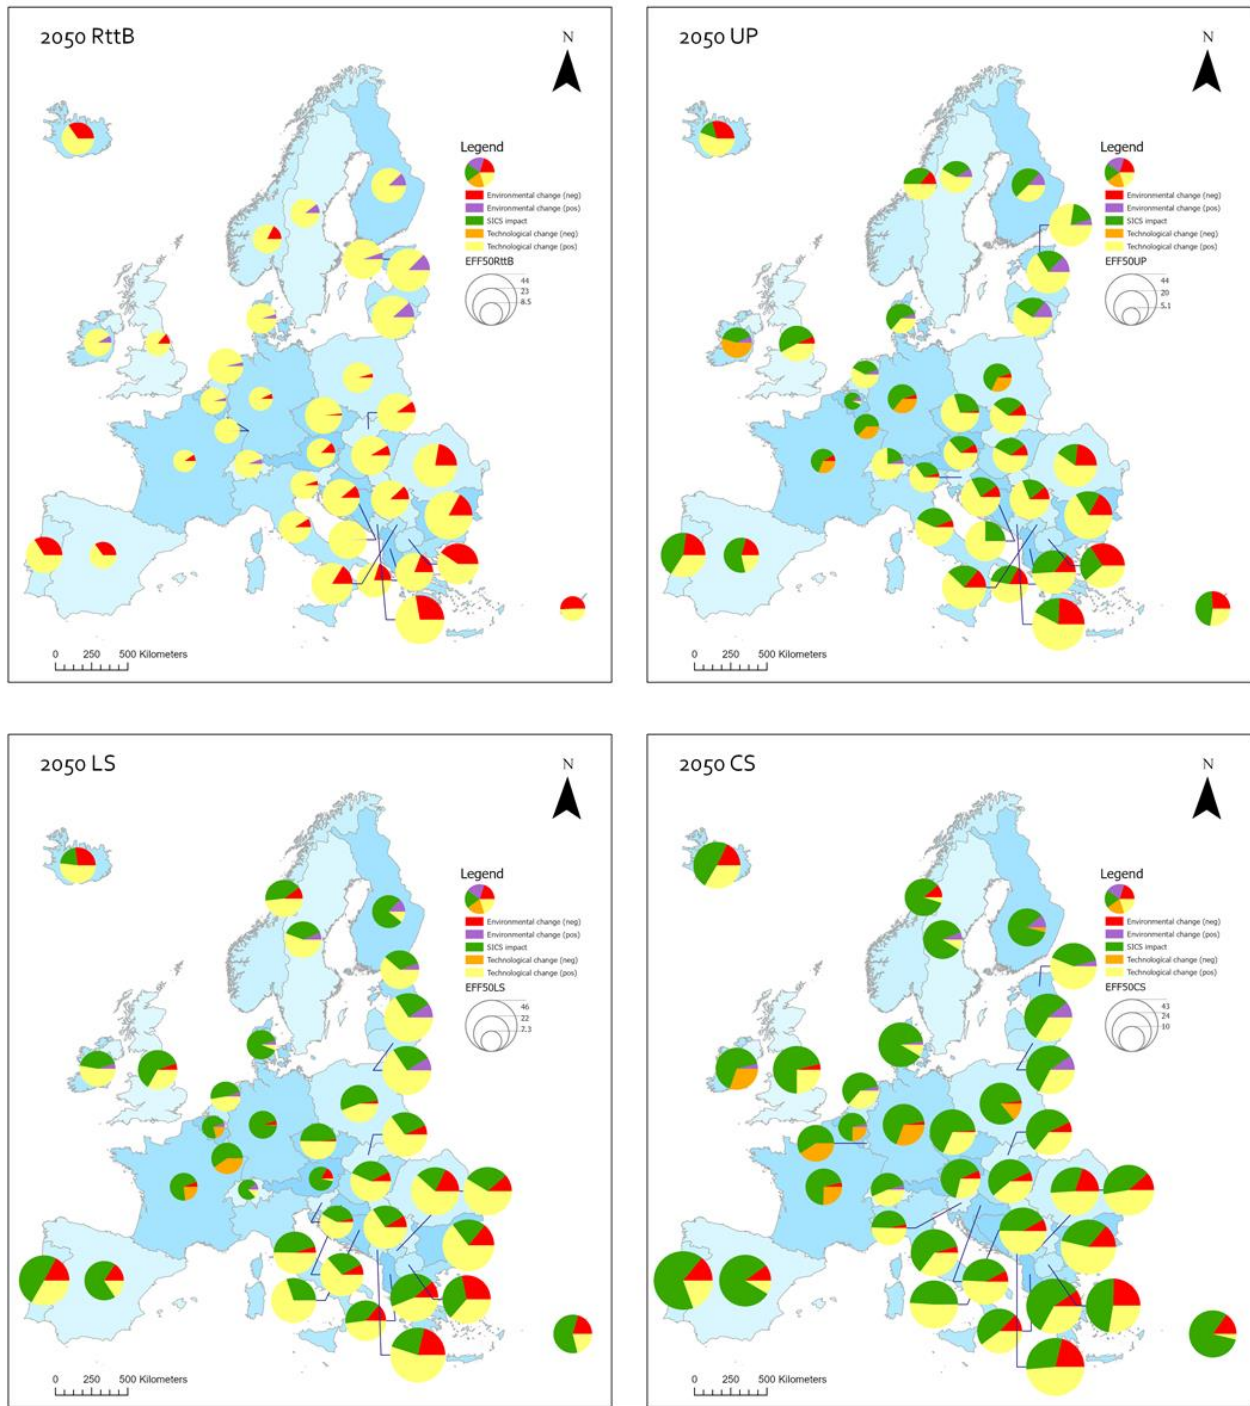 2050 RttB
N
Legend
Environmental change (neg)
Environmental change (pos)
SICS impact
Technological change (neg)
Technological change (pos)
EFF50RttB
44
23
8.5
0 250 500 Kilometers
2050 UP
N
Legend
Environmental change (neg)
Environmental change (pos)
SICS impact
Technological change (neg)
Technological change (pos)
EFF50UP
44
20
5.1
0 250 500 Kilometers
2050 LS
N
Legend
Environmental change (neg)
Environmental change (pos)
SICS impact
Technological change (neg)
Technological change (pos)
EFF50LS
46
22
7.3
0 250 500 Kilometers
2050 CS
N
Legend
Environmental change (neg)
Environmental change (pos)
SICS impact
Technological change (neg)
Technological change (pos)
EFF50CS
43
24
10
0 250 500 Kilometers